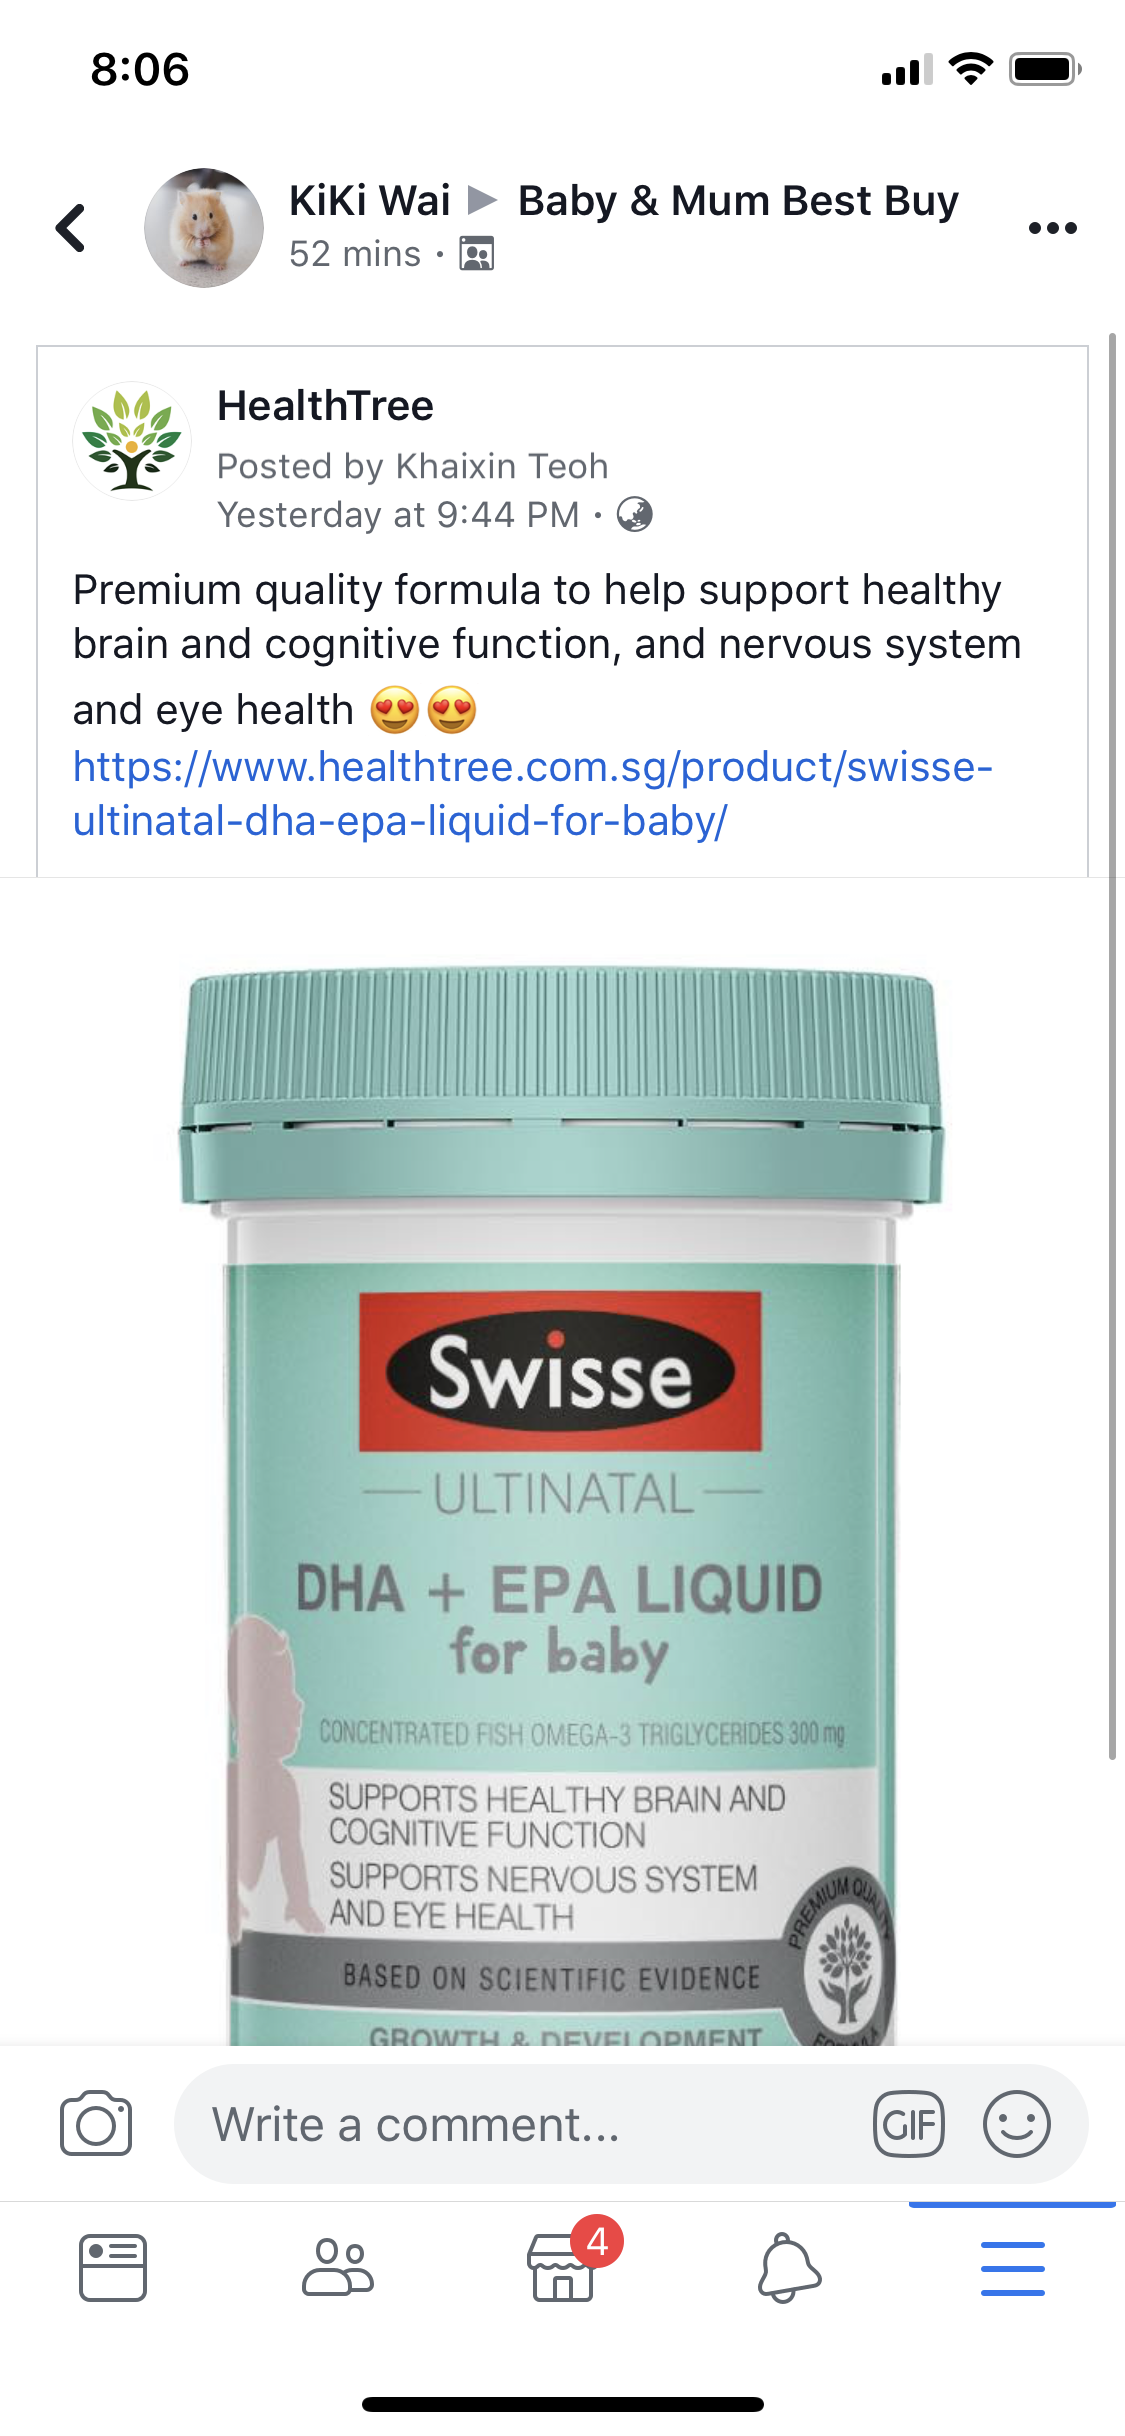 8:06
KiKi Wai ▶ Baby & Mum Best Buy
52 mins ·
HealthTree
Posted by Khaixin Teoh
Yesterday at 9:44 PM ·
Premium quality formula to help support healthy
brain and cognitive function, and nervous system
and eye health 😍😍
https://www.healthtree.com.sg/product/swisse-
ultinatal-dha-epa-liquid-for-baby/
Swisse
ULTINATAL
DHA + EPA LIQUID
for baby
CONCENTRATED FISH OMEGA-3 TRIGLYCERIDES 300 mg
SUPPORTS HEALTHY BRAIN AND
COGNITIVE FUNCTION
SUPPORTS NERVOUS SYSTEM
AND EYE HEALTH
PREMIUM QUALITY
FORMULA
BASED ON SCIENTIFIC EVIDENCE
GROWTH & DEVELOPMENT
Write a comment...
GIF
4